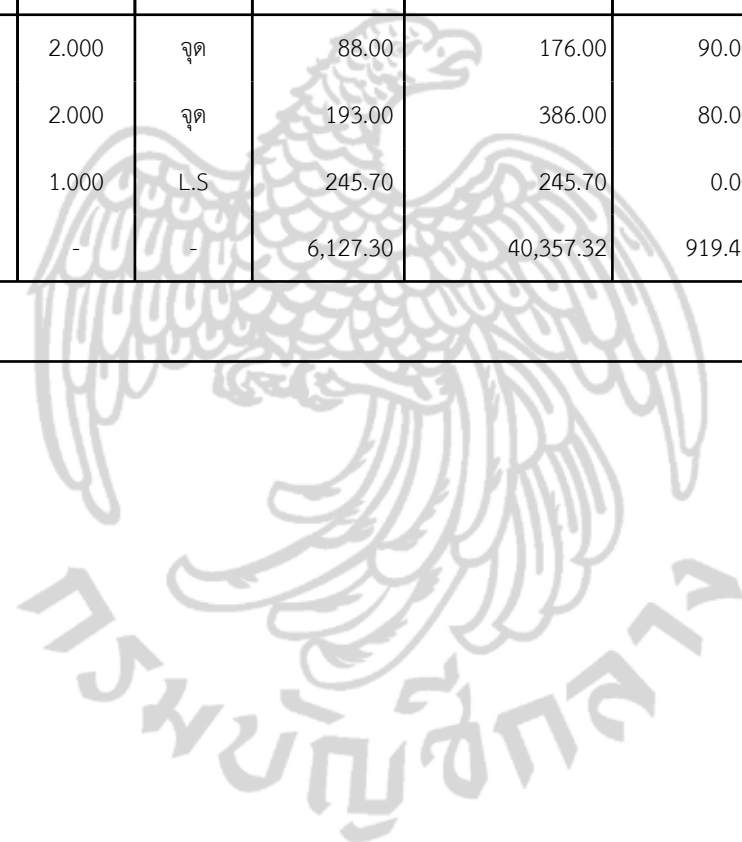 2.000 จุด 88.00 176.00 90.0
2.000 จุด 193.00 386.00 80.0
1.000 L.S 245.70 245.70 0.0
- - 6,127.30 40,357.32 919.4
กรมบัญชีกลาง